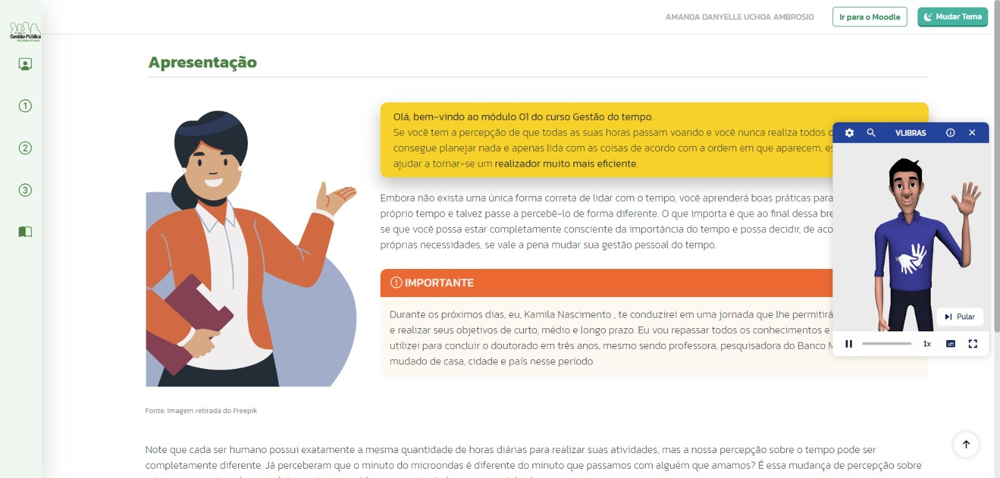 AMANDA DANYELLE UCHOA AMBROSIO
Ir para o Moodle
Mudar Tema
Gestão Pública
Apresentação
1
2
3
Olá, bem-vindo ao módulo 01 do curso Gestão do tempo.
Se você tem a percepção de que todas as suas horas passam voando e você nunca realiza todos
consegue planejar nada e apenas lida com as coisas de acordo com a ordem em que aparecem,
ajudar a tornar-se um realizador muito mais eficiente.
Embora não exista uma única forma correta de lidar com o tempo, você aprenderá boas práticas para
próprio tempo e talvez passe a percebê-lo de forma diferente. O que importa é que ao final dessa
se que você possa estar completamente consciente da importância do tempo e possa decidir, de
próprias necessidades, se vale a pena mudar sua gestão pessoal do tempo.
IMPORTANTE
Durante os próximos dias, eu, Kamila Nascimento , te conduzirei em uma jornada que lhe permitirá
e realizar seus objetivos de curto, médio e longo prazo. Eu vou repassar todos os conhecimentos e
utilizei para concluir o doutorado em três anos, mesmo sendo professora, pesquisadora do Banco
mudado de casa, cidade e país nesse período.
VLIBRAS
Pular
1x
Fonte: Imagem retirada do Freepik
Note que cada ser humano possui exatamente a mesma quantidade de horas diárias para realizar suas atividades, mas a nossa percepção sobre o tempo pode ser
completamente diferente. Já perceberam que o minuto do microondas é diferente do minuto que passamos com alguém que amamos? É essa mudança de percepção sobre